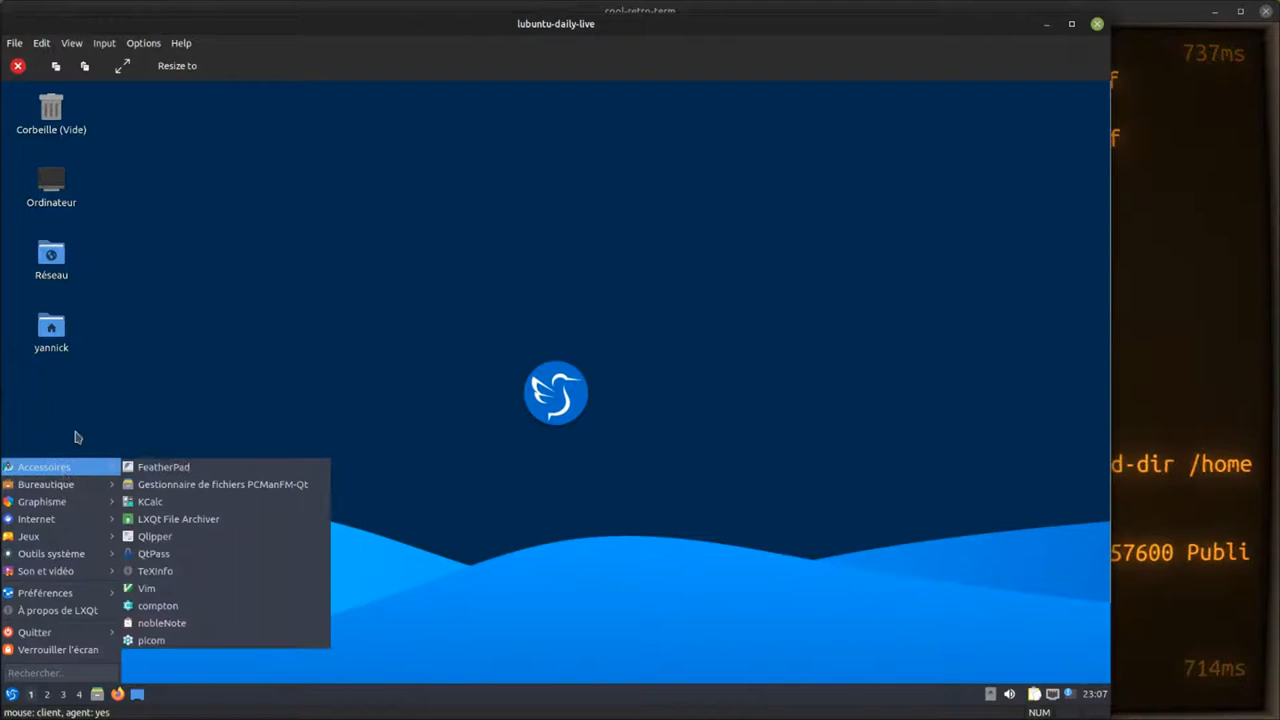 cool-retro-term
lubuntu-daily-live
File Edit View Input Options Help
Resize to
737ms
f
f
Corbeille (Vide)
Ordinateur
Réseau
yannick
d-dir /home
57600 Publi
714ms
Accessoires
Bureautique
Graphisme
Internet
Jeux
Outils système
Son et vidéo
Préférences
À propos de LXQt
Quitter
Verrouiller l'écran
Rechercher..
FeatherPad
Gestionnaire de fichiers PCManFM-Qt
KCalc
LXQt File Archiver
Qlipper
QtPass
TeXInfo
Vim
compton
nobleNote
picom
1 2 3 4
23:07
mouse: client, agent: yes
NUM